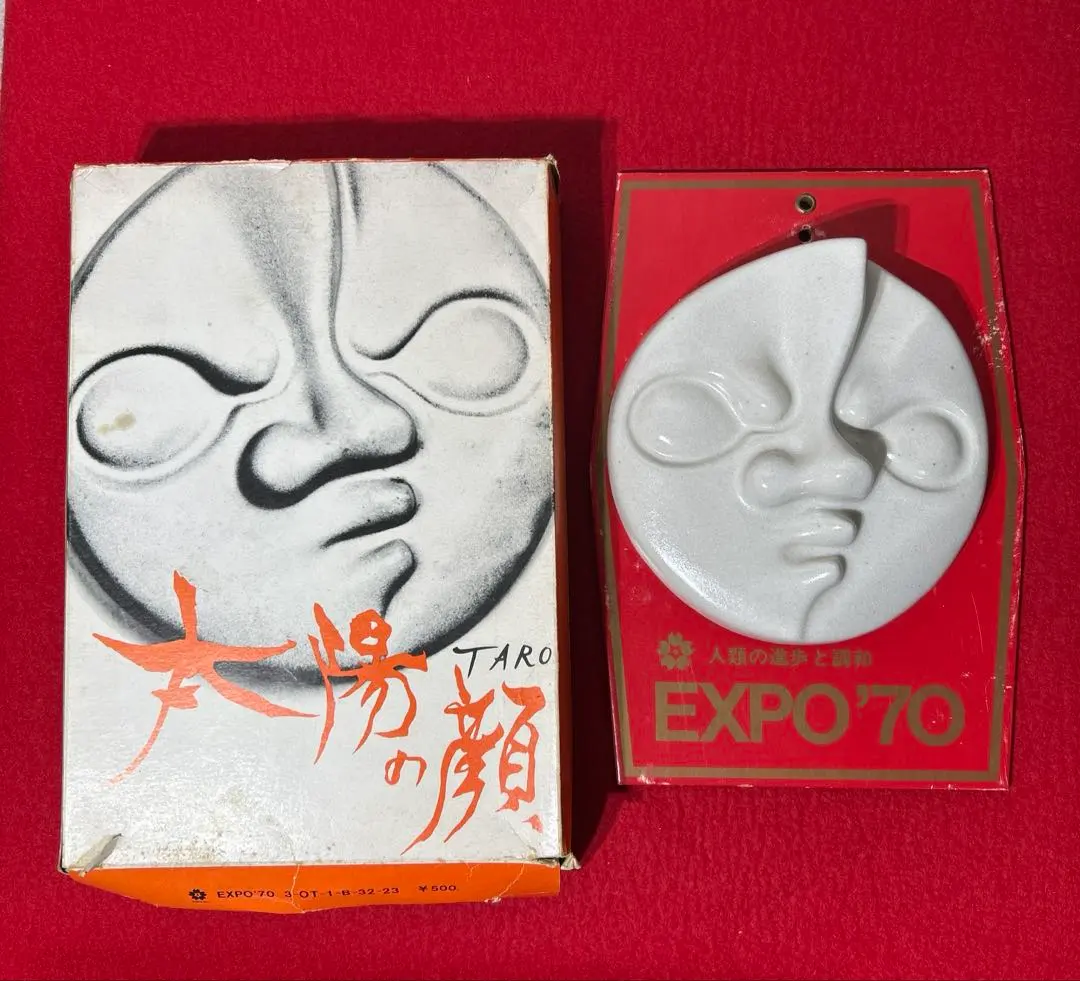 太陽の顔
TARO
EXPO'70 3-OT-1-B-32-23 ¥500.
人類の進歩と調和
EXPO'70